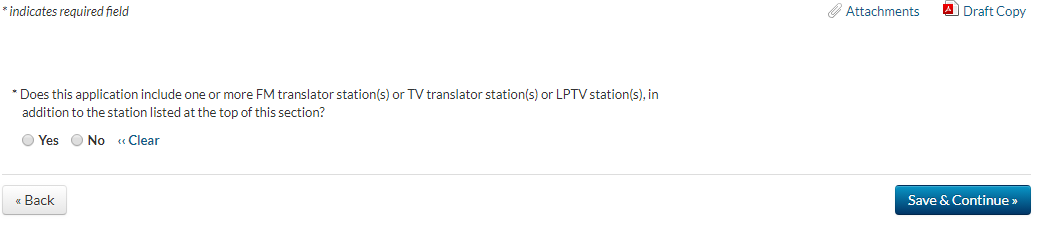 * indicates required field
Attachments Draft Copy
* Does this application include one or more FM translator station(s) or TV translator station(s) or LPTV station(s), in
addition to the station listed at the top of this section?
Yes No ‹‹ Clear
« Back Save & Continue »